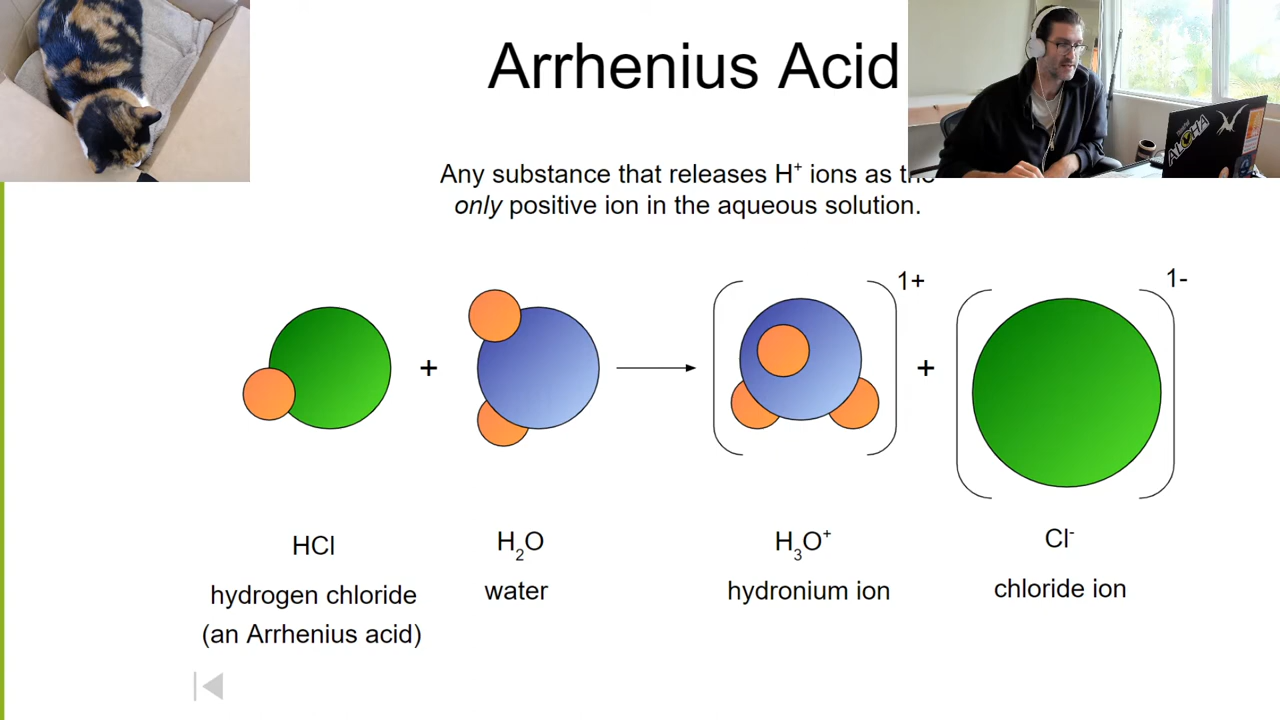 Arrhenius Acid
Any substance that releases H⁺ ions as
only positive ion in the aqueous solution.
1+
1-
+
+
HCl
H₂O
H₃O⁺
Cl⁻
hydrogen chloride
water
hydronium ion
chloride ion
(an Arrhenius acid)
ALOHA